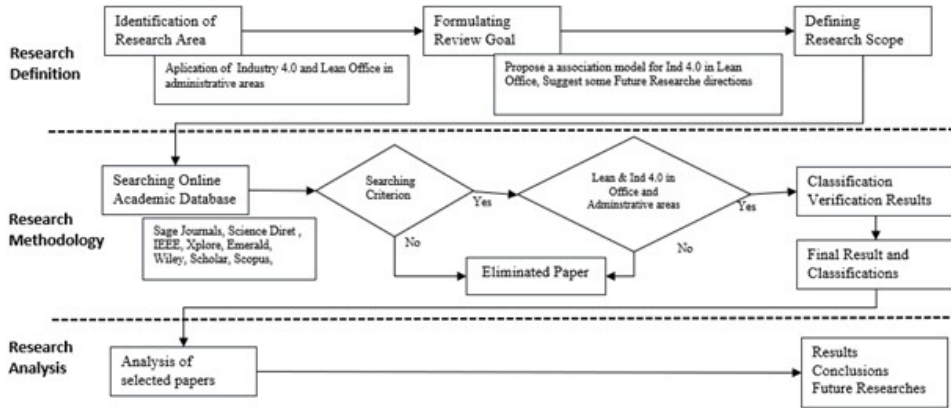 Research
Definition
Identification of
Research Area
Aplication of Industry 4.0 and Lean Office in
administrative areas
Formulating
Review Goal
Propose a association model for Ind 4.0 in Lean
Office, Suggest some Future Researche directions
Defining
Research Scope
Research
Methodology
Searching Online
Academic Database
Sage Journals, Science Diret ,
IEEE, Xplore, Emerald,
Wiley, Scholar, Scopus,
Searching
Criterion
Yes
No
Lean & Ind 4.0 in
Office and
Adminstrative areas
Yes
No
Eliminated Paper
Classification
Verification Results
Final Result and
Classifications
Research
Analysis
Analysis of
selected papers
Results
Conclusions
Future Researches